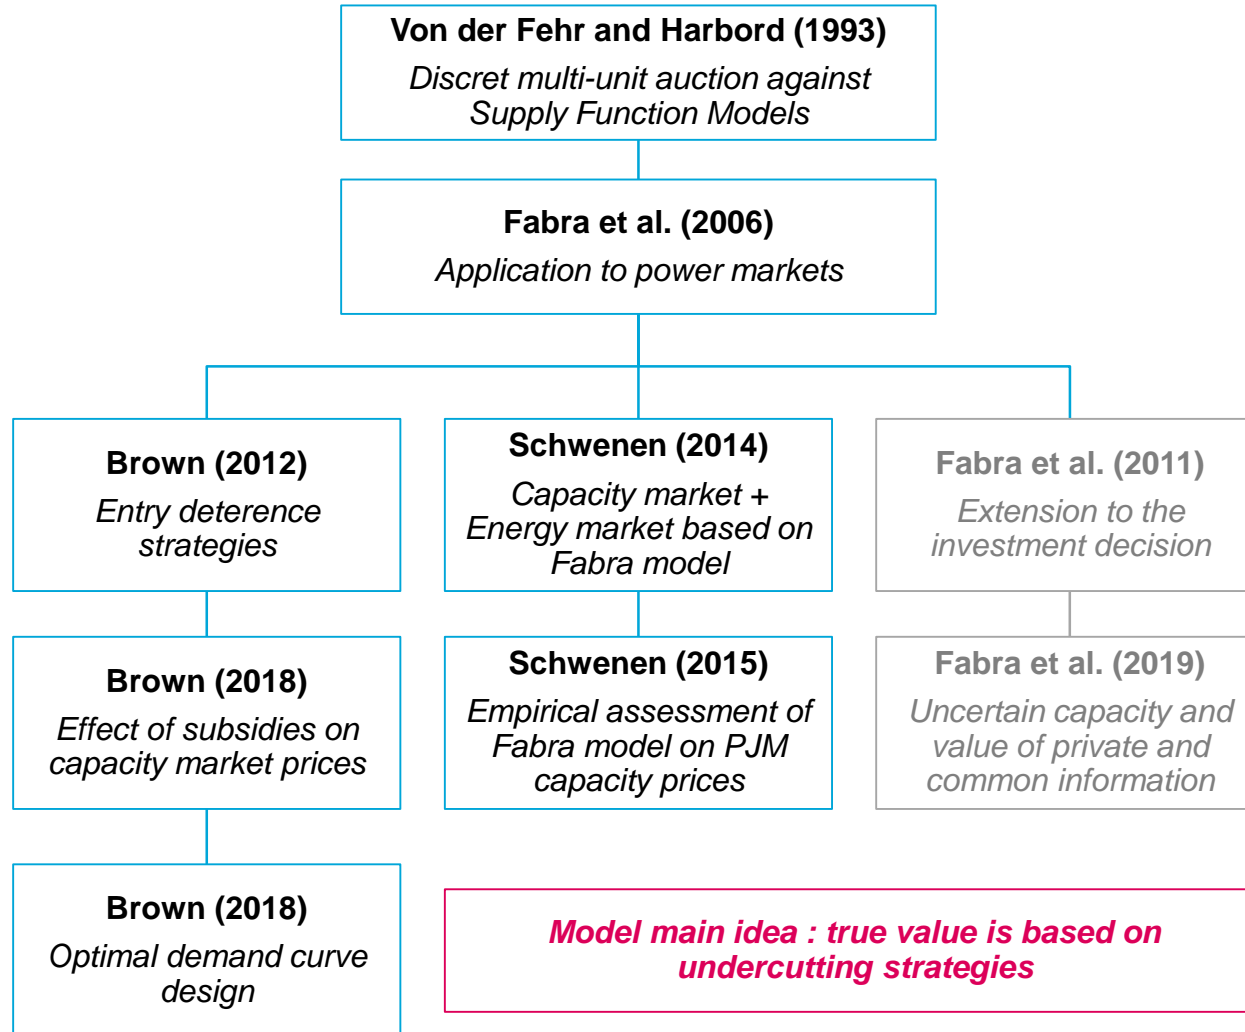 Von der Fehr and Harbord (1993)
Discret multi-unit auction against
Supply Function Models
Fabra et al. (2006)
Application to power markets
Brown (2012)
Entry deterence
strategies
Schwenen (2014)
Capacity market +
Energy market based on
Fabra model
Fabra et al. (2011)
Extension to the
investment decision
Brown (2018)
Effect of subsidies on
capacity market prices
Schwenen (2015)
Empirical assessment of
Fabra model on PJM
capacity prices
Fabra et al. (2019)
Uncertain capacity and
value of private and
common information
Brown (2018)
Optimal demand curve
design
Model main idea : true value is based on
undercutting strategies